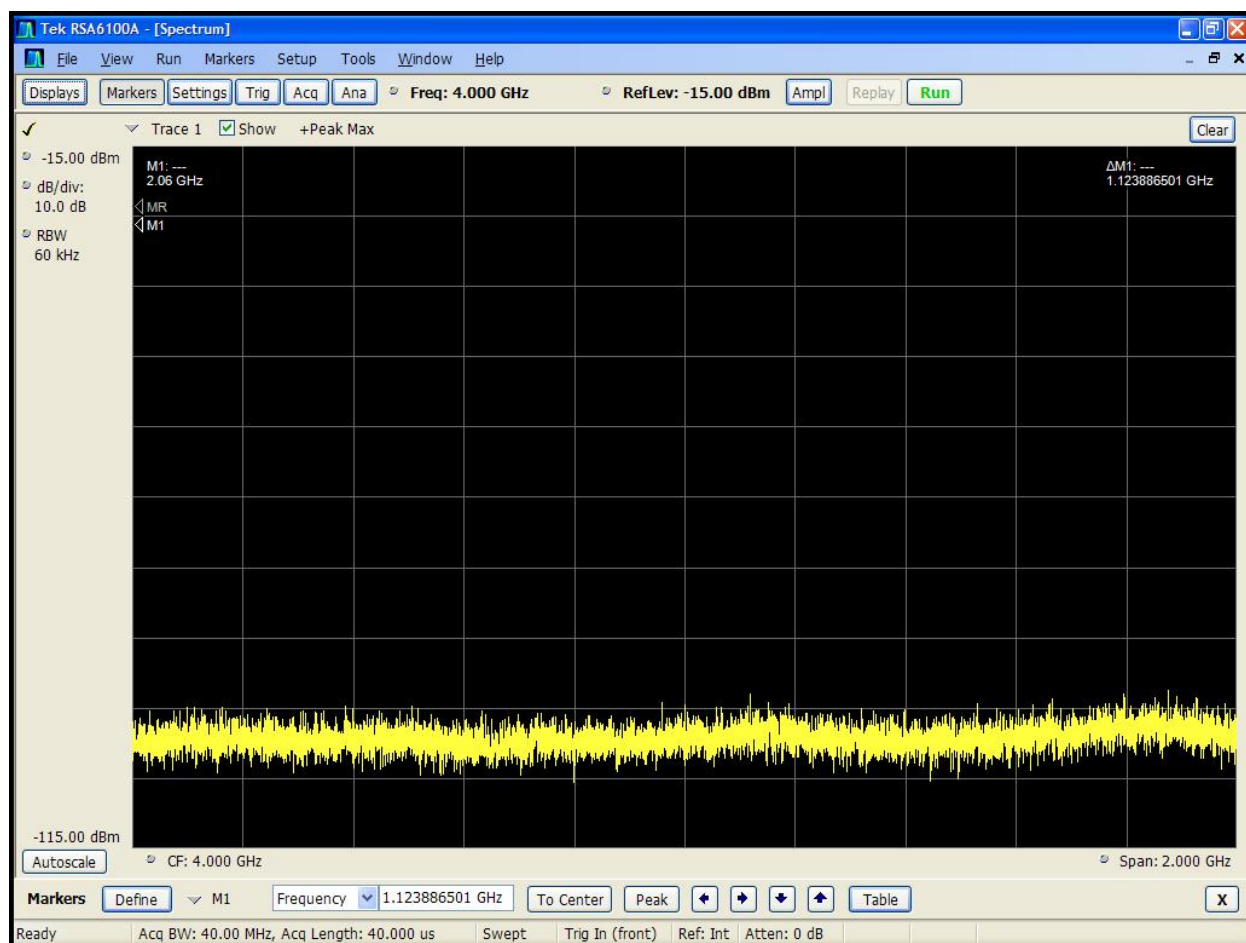 Tek RSA6100A - [Spectrum]
File View Run Markers Setup Tools Window Help
Displays Markers Settings Trig Acq Ana Freq: 4.000 GHz RefLev: -15.00 dBm Ampl Replay Run
Trace 1 Show +Peak Max Clear
-15.00 dBm
dB/div:
10.0 dB
RBW
60 kHz
M1: ---
2.06 GHz
MR
M1
ΔM1: ---
1.123886501 GHz
-115.00 dBm
Autoscale CF: 4.000 GHz Span: 2.000 GHz
Markers Define M1 Frequency 1.123886501 GHz To Center Peak Table X
Ready Acq BW: 40.00 MHz, Acq Length: 40.000 us Swept Trig In (front) Ref: Int Atten: 0 dB